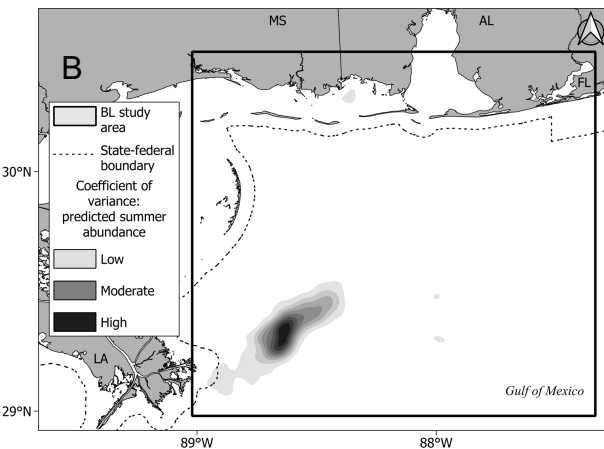 MS
AL
B
FL
BL study
area
State-federal
boundary
Coefficient of
variance:
predicted summer
abundance
Low
Moderate
High
LA
Gulf of Mexico
30°N
29°N
89°W
88°W